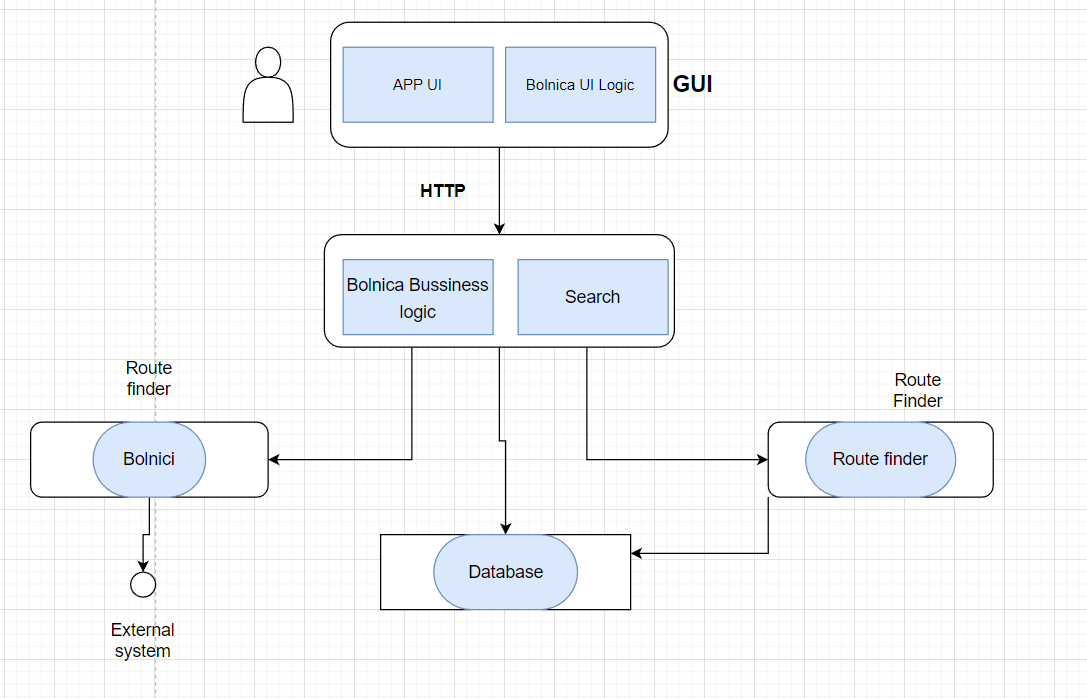 APP UI
Bolnica UI Logic
GUI
HTTP
Bolnica Bussiness
logic
Search
Route
finder
Route
Finder
Bolnici
Route finder
Database
External
system